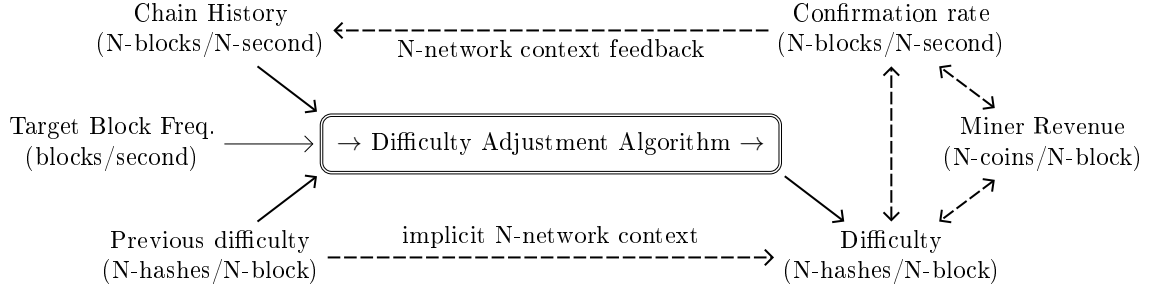 Chain History
(N-blocks/N-second)
Confirmation rate
(N-blocks/N-second)
N-network context feedback
Target Block Freq.
(blocks/second)
→ Difficulty Adjustment Algorithm →
Miner Revenue
(N-coins/N-block)
Previous difficulty
(N-hashes/N-block)
implicit N-network context
Difficulty
(N-hashes/N-block)